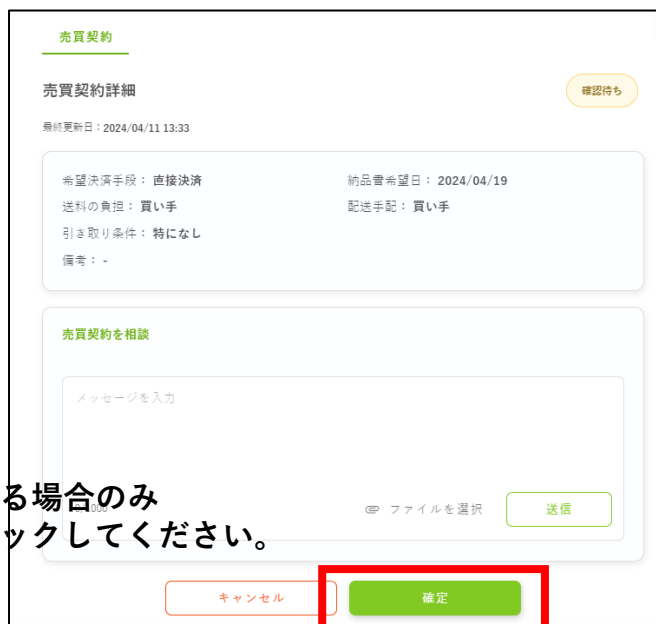 売買契約
売買契約詳細
確認待ち
最終更新日：2024/04/11 13:33
希望決済手段： 直接決済
納品書希望日： 2024/04/19
送料の負担： 買い手
配送手配： 買い手
引き取り条件： 特になし
備考： -
売買契約を相談
メッセージを入力
る場合のみ
ックしてください。
ファイルを選択
送信
キャンセル
確定